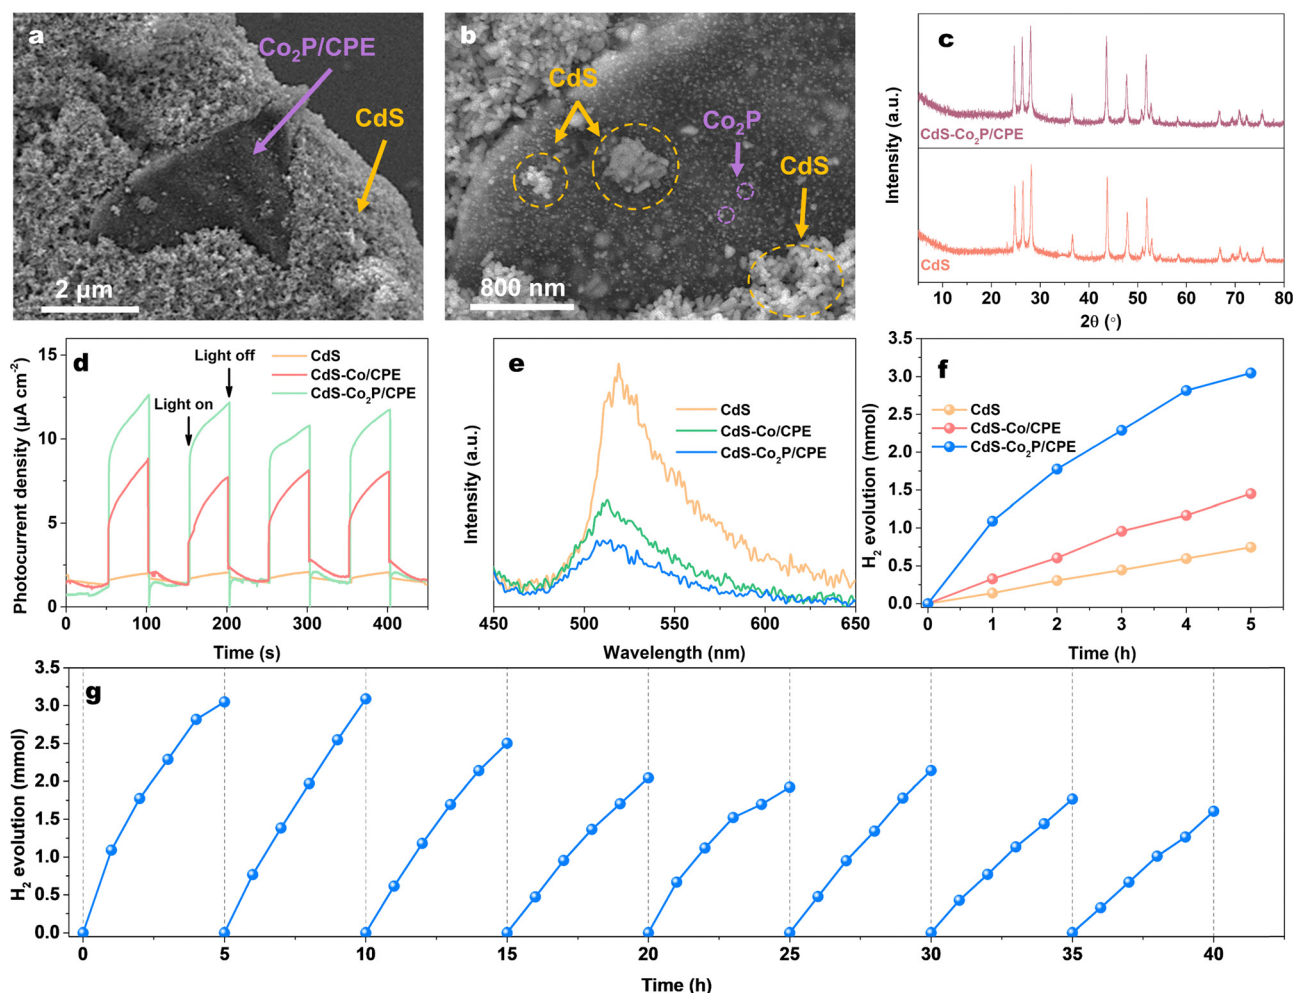 a
Co₂P/CPE
CdS
2 μm
b
CdS
Co₂P
CdS
800 nm
c
Intensity (a.u.)
CdS-Co₂P/CPE
CdS
10 20 30 40 50 60 70 80
2θ (°)
d
Photocurrent density (μA cm⁻²)
15
10
5
0
Light off
Light on
CdS
CdS-Co/CPE
CdS-Co₂P/CPE
0 100 200 300 400
Time (s)
e
Intensity (a.u.)
CdS
CdS-Co/CPE
CdS-Co₂P/CPE
450 500 550 600 650
Wavelength (nm)
f
H₂ evolution (mmol)
3.5
3.0
2.5
2.0
1.5
1.0
0.5
0.0
CdS
CdS-Co/CPE
CdS-Co₂P/CPE
0 1 2 3 4 5
Time (h)
g
H₂ evolution (mmol)
3.5
3.0
2.5
2.0
1.5
1.0
0.5
0.0
0 5 10 15 20 25 30 35 40
Time (h)